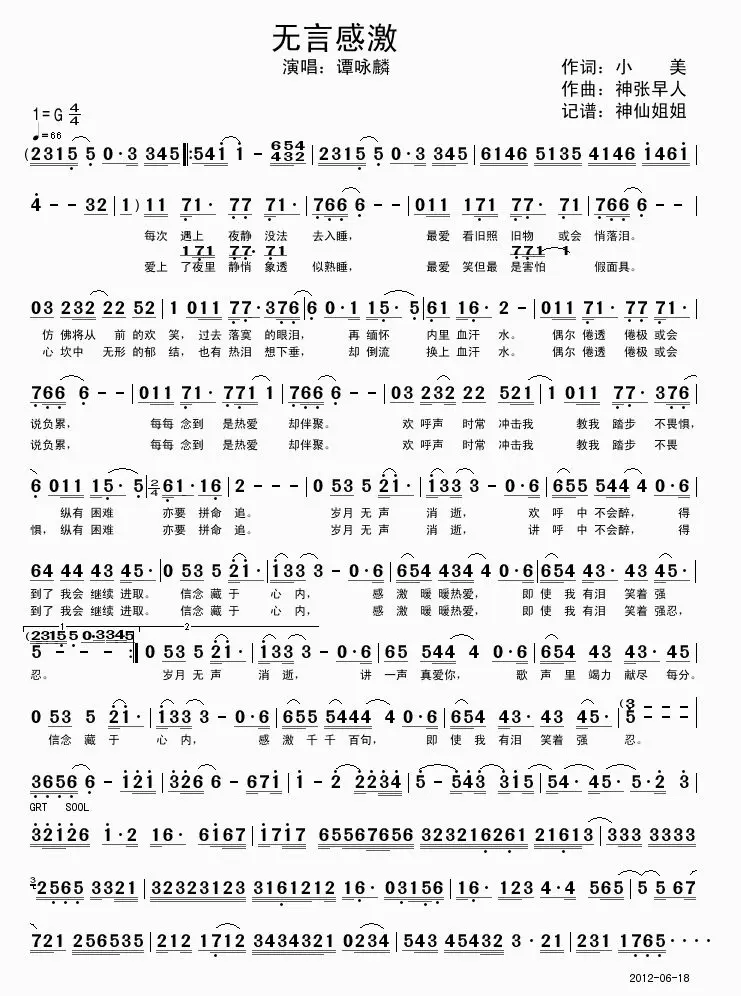 无言感激
演唱：谭咏麟
作词：小 美
作曲：神张早人
记谱：神仙姐姐
1=G 4/4
♩=66
(2315 5 0·3 345 ‖:541 1 - 654 432 | 2315 5 0·3 345 | 6146 5135 4146 1461 |
4 - - 32 | 1) 11 71· 77· 71 | 766 6 - - | 011 171 77· 71 | 766 6 - - |
每次 遇上 夜静 没法 去入睡， 最爱 看旧照 旧物 或会 悄落泪。
171 77· 71 771
爱上 了夜里 静悄 象透 似熟睡， 最爱 笑但最 是害怕 假面具。
03 232 22 52 | 1 011 77·376 | 6 0·1 15· 5 | 61 16· 2 - | 011 71· 77 71· |
仿 佛将从 前的欢 笑，过去 落寞 的眼泪， 再 缅怀 内里 血汗 水。 偶尔 倦透 倦极 或会
心 坎中 无形的郁 结，也有 热泪 想下垂， 却 倒流 换上 血汗 水。 偶尔 倦透 倦极 或会
766 6 - - | 011 71· 771 | 766 6 - - | 03 232 22 521 | 1 011 77· 376 |
说负累， 每每 念到 是热爱 却伴聚。 欢 呼声 时常 冲击我 教我 踏步 不畏惧，
说负累， 每每 念到 是热爱 却伴聚。 欢 呼声 时常 冲击我 教我 踏步 不畏
6 011 15· 5 | 2/4 61· 16 | 2 - - - | 0 53 5 21· | 133 3 - 0·6 | 655 544 4 0·6 |
纵有 困难 亦要 拼命 追。 岁月 无 声 消 逝， 欢 呼 中 不会醉， 得
惧，纵有 困难 亦要 拼命 追。 岁月 无 声 消 逝， 讲 呼 中 不会醉， 得
64 44 43 45· | 0 53 5 21· | 133 3 - 0·6 | 654 434 4 0·6 | 654 43· 43 45 |
到了 我会 继续 进取。 信念 藏 于 心 内， 感 激 暖 暖热爱， 即 使 我 有泪 笑着 强
到了 我会 继续 进取。 信念 藏 于 心 内， 感 激 暖 暖热爱， 即 使 我 有泪 笑着 强忍，
(2315 5 0·3345 2
5 - - - :‖ 0 53 5 21· | 133 3 - 0·6 | 65 544 4 0·6 | 654 43· 43· 45 |
忍。 岁月 无 声 消 逝， 讲 一声 真爱你， 歌 声 里 竭力 献尽 每分。
(3 - -
0 53 5 21· | 133 3 - 0·6 | 655 5444 4 0·6 | 654 43· 43 45· | 5 - -
信念 藏 于 心 内， 感 激 千 千 百句， 即 使 我 有泪 笑着 强 忍。
3656 6 - 121 | 326 6 - 671 | 1 - 2 2234 | 5 - 543 315 | 54· 45· 5·2 3 |
GRT SOOL
32126 1·2 16· 6167 | 1717 65567656 323216261 21613 | 333 3333
3 2565 3321 | 32323123 3161212 16· 03156 | 16· 123 4·4 565 | 5 5 67
721 256535 | 212 1712 3434321 0234 | 543 45432 3·21 | 231 1765· ····
2012-06-18